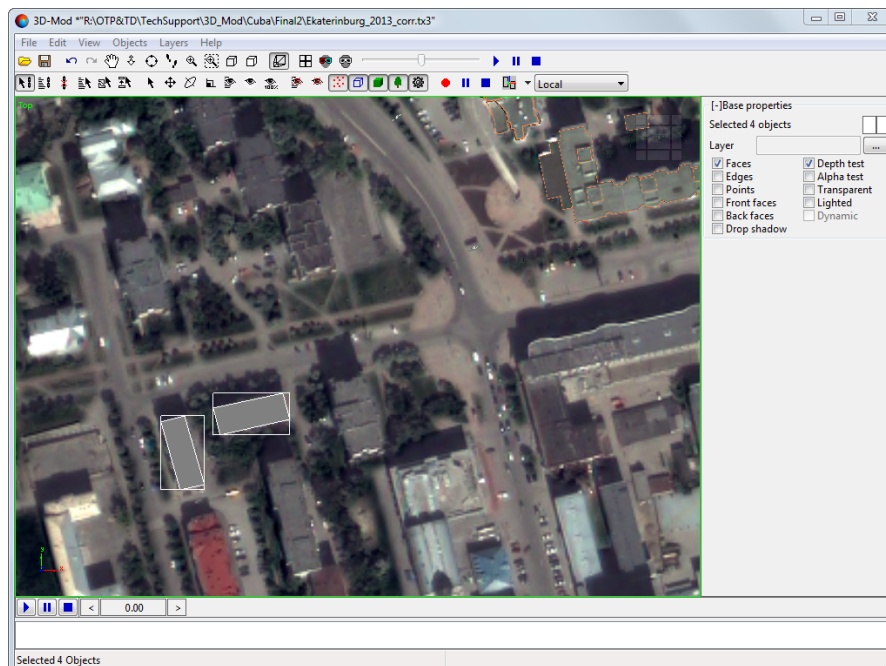 3D-Mod *"R:\OTP&TD\TechSupport\3D_Mod\Cuba\Final2\Ekaterinburg_2013_corr.tx3"
File Edit View Objects Layers Help
Local
Top
[-]Base properties
Selected 4 objects
Layer ...
Faces Depth test
Edges Alpha test
Points Transparent
Front faces Lighted
Back faces Dynamic
Drop shadow
y
x
< 0.00 >
Selected 4 Objects